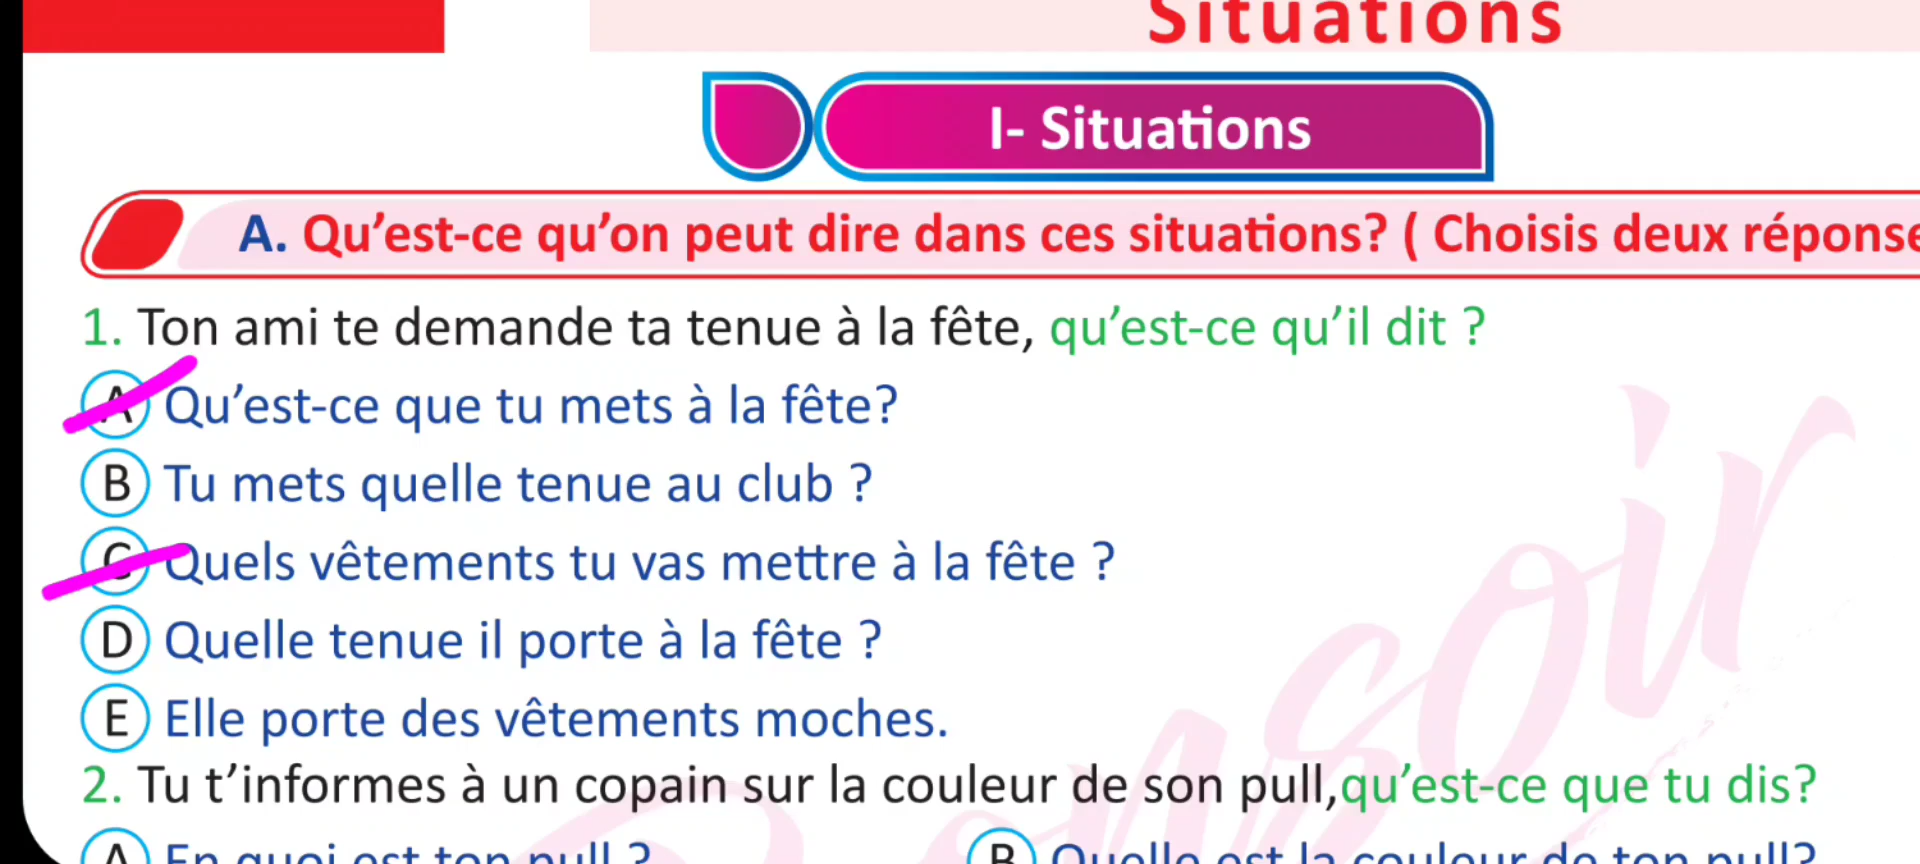 Situations
I- Situations
A. Qu’est-ce qu’on peut dire dans ces situations? ( Choisis deux réponse
1. Ton ami te demande ta tenue à la fête, qu’est-ce qu’il dit ?
A Qu’est-ce que tu mets à la fête?
B Tu mets quelle tenue au club ?
C Quels vêtements tu vas mettre à la fête ?
D Quelle tenue il porte à la fête ?
E Elle porte des vêtements moches.
2. Tu t’informes à un copain sur la couleur de son pull,qu’est-ce que tu dis?
A En quoi est ton pull ? B Quelle est la couleur de ton pull?
onsoir